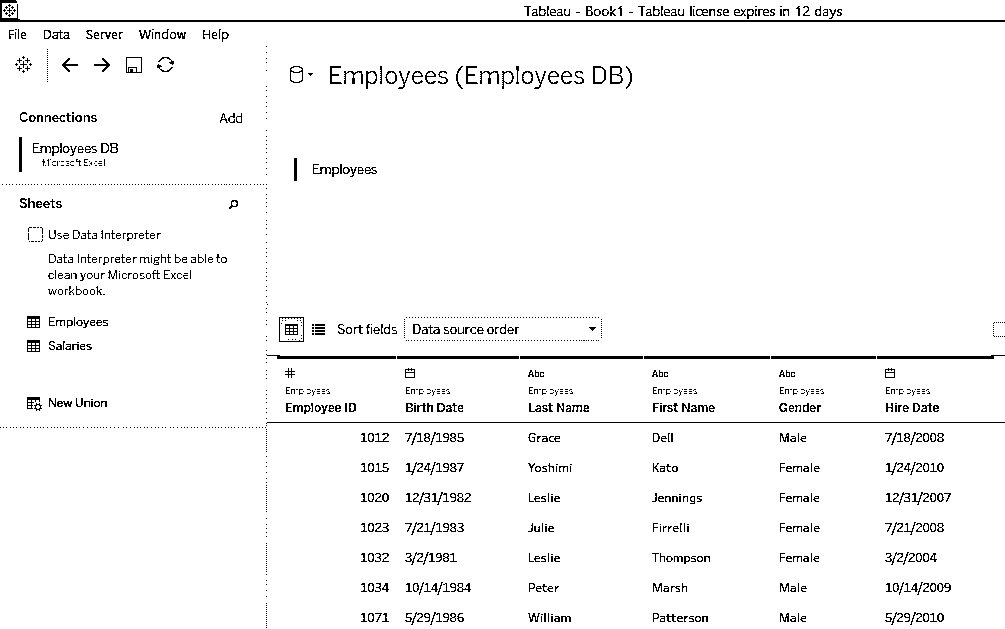 Tableau - Book1 - Tableau license expires in 12 days
File Data Server Window Help
Connections Add
Employees DB
Microsoft Excel
Sheets
Use Data Interpreter
Data Interpreter might be able to
clean your Microsoft Excel
workbook.
Employees
Salaries
New Union
Employees (Employees DB)
Employees
Sort fields Data source order
# Abc Abc Abc
Employees Employees Employees Employees Employees Employees
Employee ID Birth Date Last Name First Name Gender Hire Date
1012 7/18/1985 Grace Dell Male 7/18/2008
1015 1/24/1987 Yoshimi Kato Female 1/24/2010
1020 12/31/1982 Leslie Jennings Female 12/31/2007
1023 7/21/1983 Julie Firrelli Female 7/21/2008
1032 3/2/1981 Leslie Thompson Female 3/2/2004
1034 10/14/1984 Peter Marsh Male 10/14/2009
1071 5/29/1986 William Patterson Male 5/29/2010